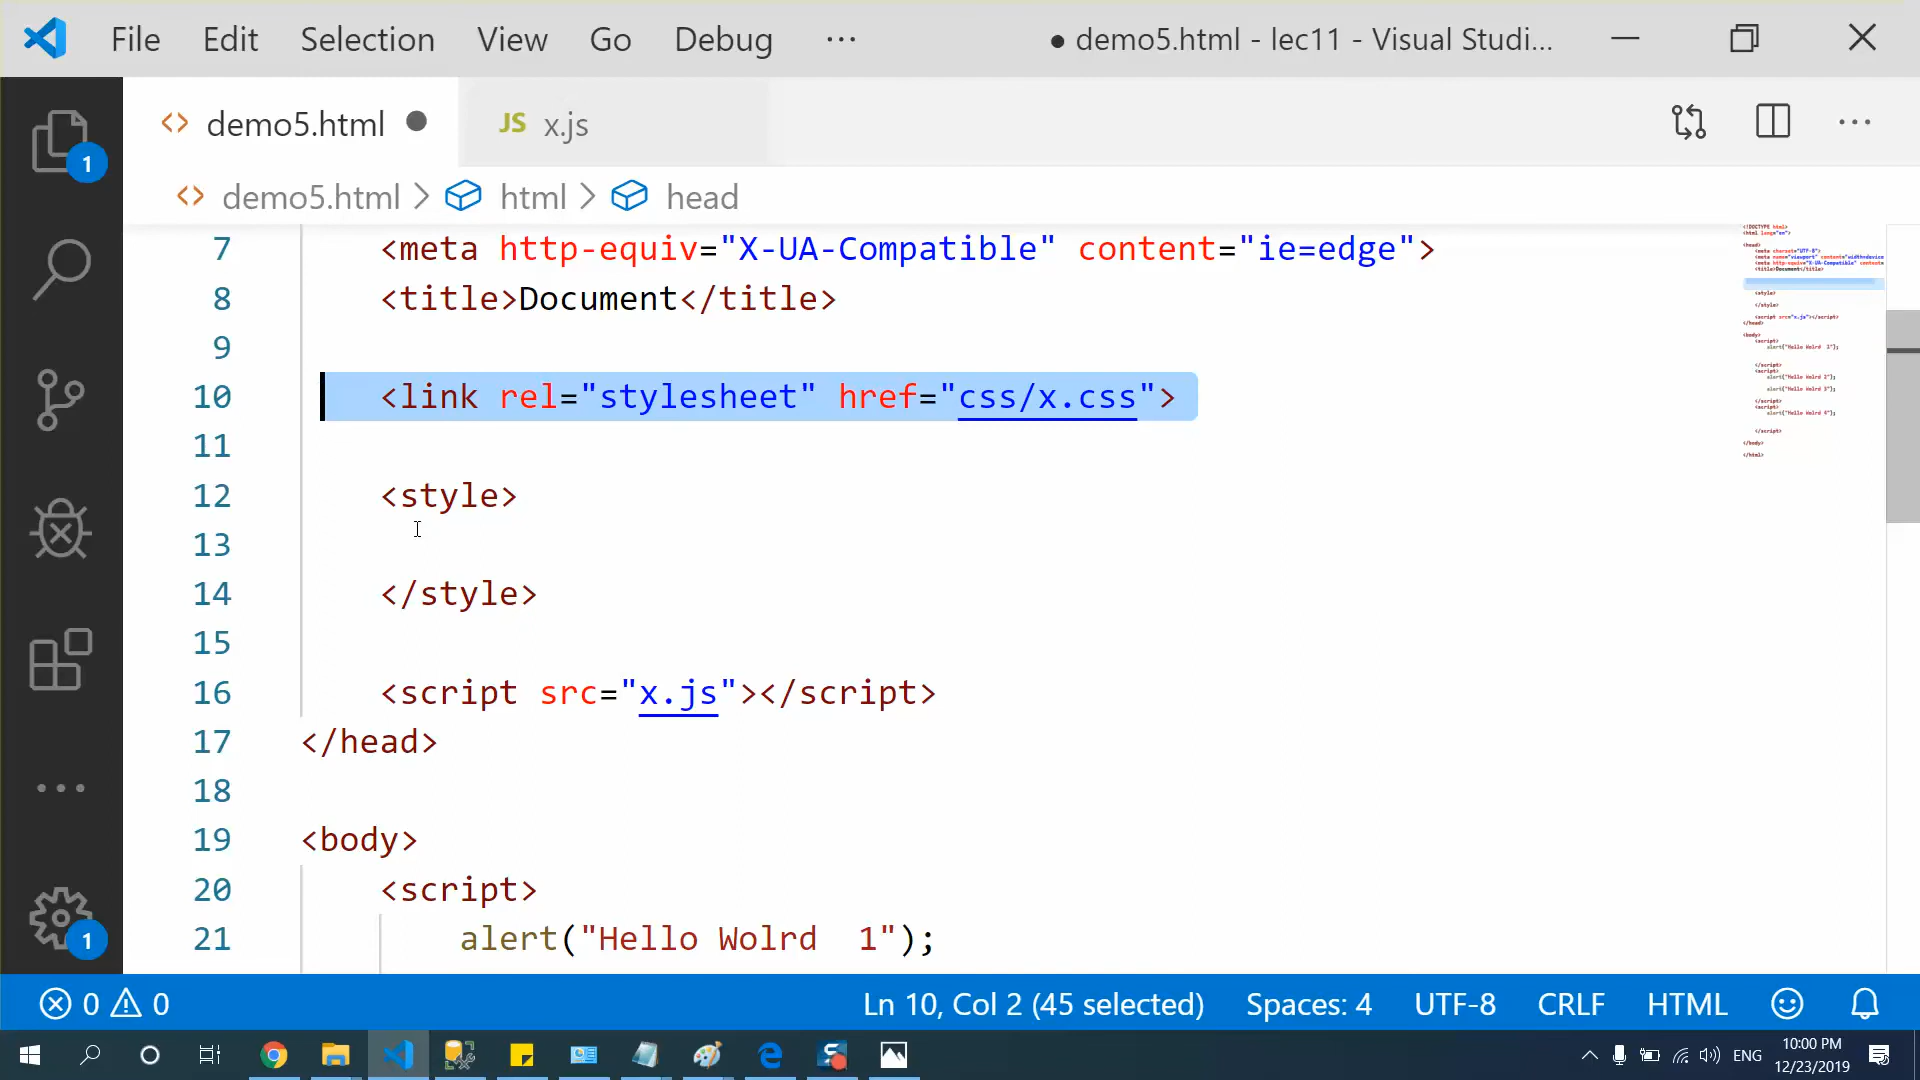 File Edit Selection View Go Debug ··· ● demo5.html - lec11 - Visual Studi...
<> demo5.html ● JS x.js ···
<> demo5.html > html > head
1
7 <meta http-equiv="X-UA-Compatible" content="ie=edge">
8 <title>Document</title>
9
10 <link rel="stylesheet" href="css/x.css">
11
12 <style>
13
14 </style>
15
16 <script src="x.js"></script>
17 </head>
18
19 <body>
20 <script>
21 alert("Hello Wolrd  1");
1
0 0 Ln 10, Col 2 (45 selected) Spaces: 4 UTF-8 CRLF HTML
ENG 10:00 PM
12/23/2019